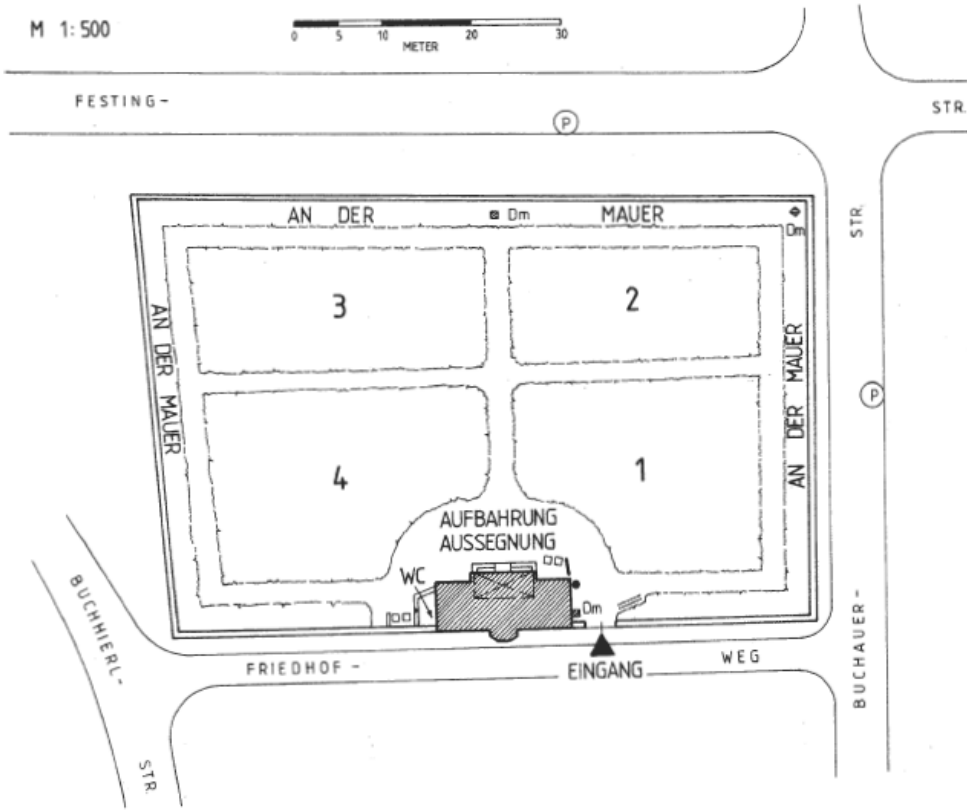 M 1:500
0 5 10 20 30
METER
FESTING-
STR.
P
AN DER
Dm
MAUER
Dm
STR.
3
2
AN DER MAUER
AN DER MAUER
P
4
1
AUFBAHRUNG
AUSSEGNUNG
WC
Dm
BUCHHIERL-
FRIEDHOF-
EINGANG
WEG
BUCHAUER-
STR.